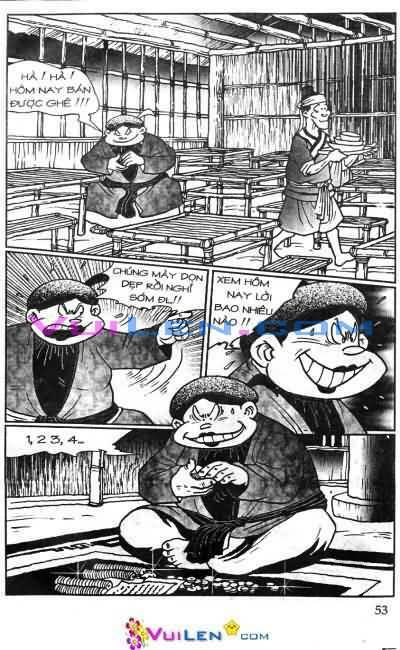 HÀ! HÀ!
HÔM NAY BÁN
ĐƯỢC GHÊ!!!
CHÚNG MÀY DỌN
DẸP RỒI NGHỈ
SỚM ĐI..!!
XEM HÔM
NAY LỜI
BAO NHIÊU
NÀO!!
VUILEN.COM
1, 2 3, 4...
53
VUILEN.COM